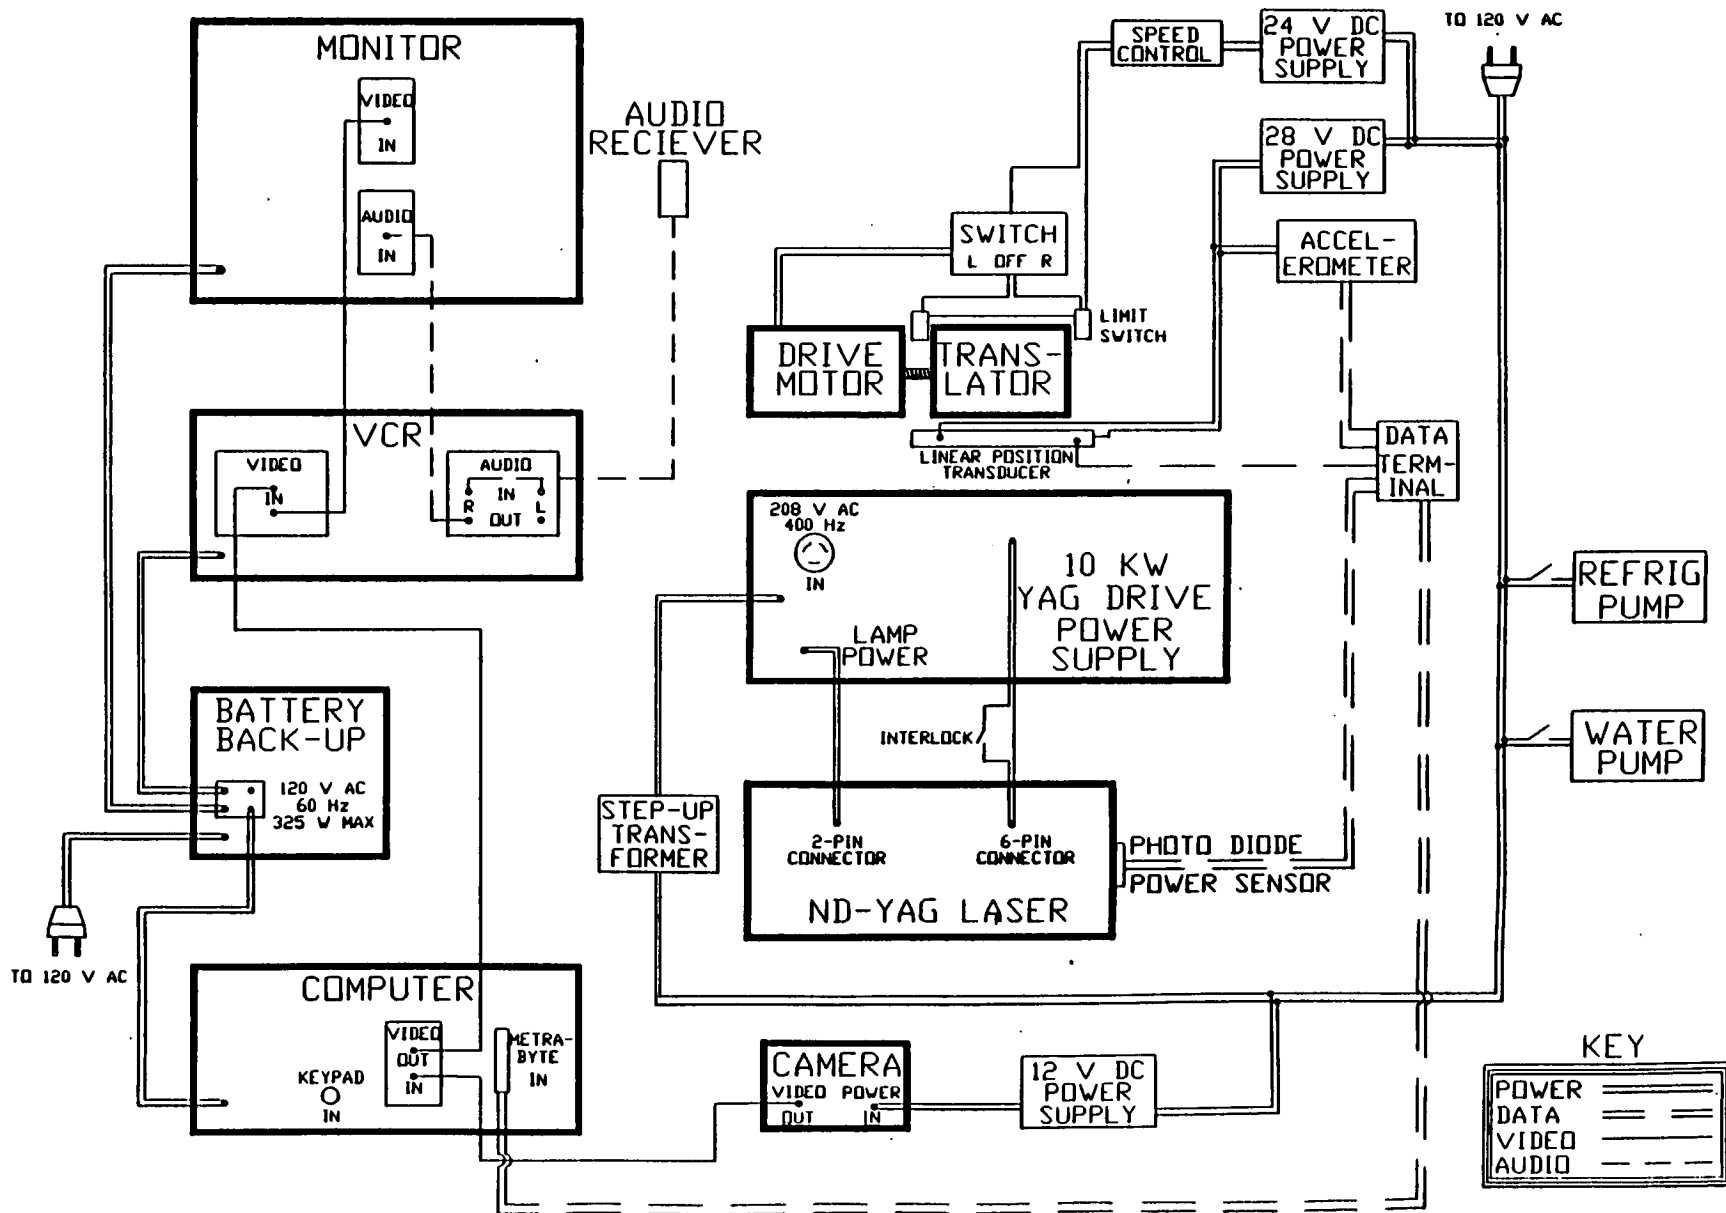 MONITOR
VIDEO
IN
AUDIO
IN
AUDIO
RECIEVER
SPEED
CONTROL
24 V DC
POWER
SUPPLY
TO 120 V AC
28 V DC
POWER
SUPPLY
SWITCH
L OFF R
ACCEL-
EROMETER
LIMIT
SWITCH
DRIVE
MOTOR
TRANS-
LATOR
LINEAR POSITION
TRANSDUCER
DATA
TERM-
INAL
VCR
VIDEO
IN
AUDIO
IN
R L
OUT
208 V AC
400 Hz
IN
10 KW
YAG DRIVE
POWER
SUPPLY
LAMP
POWER
REFRIG
PUMP
BATTERY
BACK-UP
120 V AC
60 Hz
325 W MAX
INTERLOCK
WATER
PUMP
STEP-UP
TRANS-
FORMER
2-PIN
CONNECTOR
6-PIN
CONNECTOR
ND-YAG LASER
PHOTO DIODE
POWER SENSOR
TO 120 V AC
COMPUTER
VIDEO
OUT
IN
KEYPAD
IN
METRA-
BYTE
IN
CAMERA
VIDEO POWER
OUT IN
12 V DC
POWER
SUPPLY
KEY
POWER
DATA
VIDEO
AUDIO